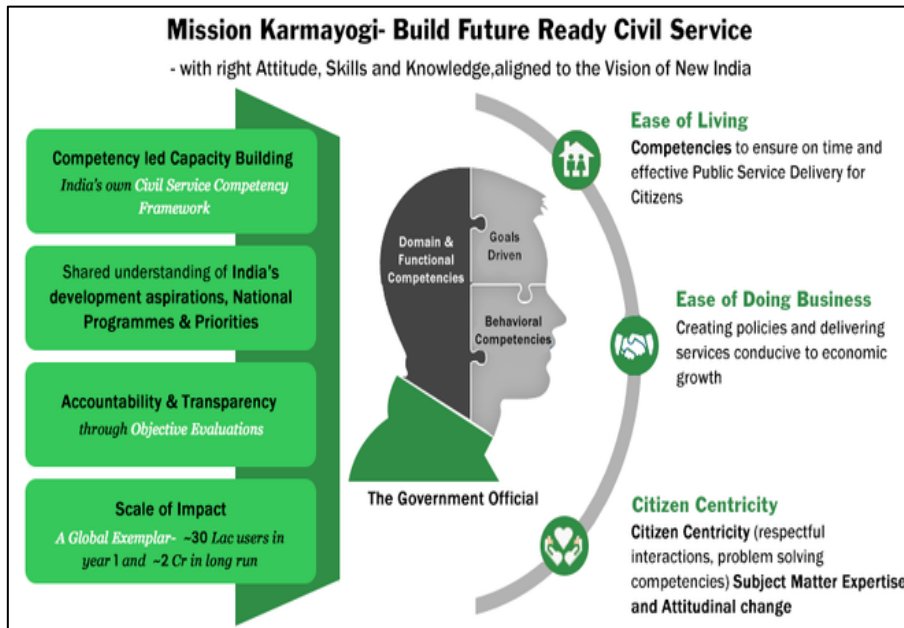 Mission Karmayogi- Build Future Ready Civil Service
- with right Attitude, Skills and Knowledge,aligned to the Vision of New India
Competency led Capacity Building
India's own Civil Service Competency
Framework
Shared understanding of India's
development aspirations, National
Programmes & Priorities
Accountability & Transparency
through Objective Evaluations
Scale of Impact
A Global Exemplar- ~30 Lac users in
year 1 and ~2 Cr in long run
Domain &
Functional
Competencies
Goals
Driven
Behavioral
Competencies
The Government Official
Ease of Living
Competencies to ensure on time and
effective Public Service Delivery for
Citizens
Ease of Doing Business
Creating policies and delivering
services conducive to economic
growth
Citizen Centricity
Citizen Centricity (respectful
interactions, problem solving
competencies) Subject Matter Expertise
and Attitudinal change